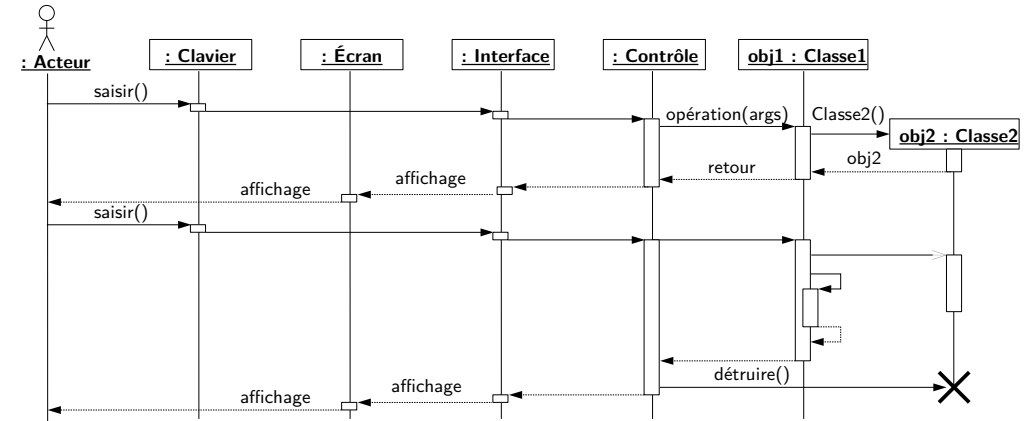 : Acteur
: Clavier
: Écran
: Interface
: Contrôle
obj1 : Classe1
saisir()
opération(args)
Classe2()
obj2 : Classe2
obj2
retour
affichage
affichage
saisir()
détruire()
affichage
affichage